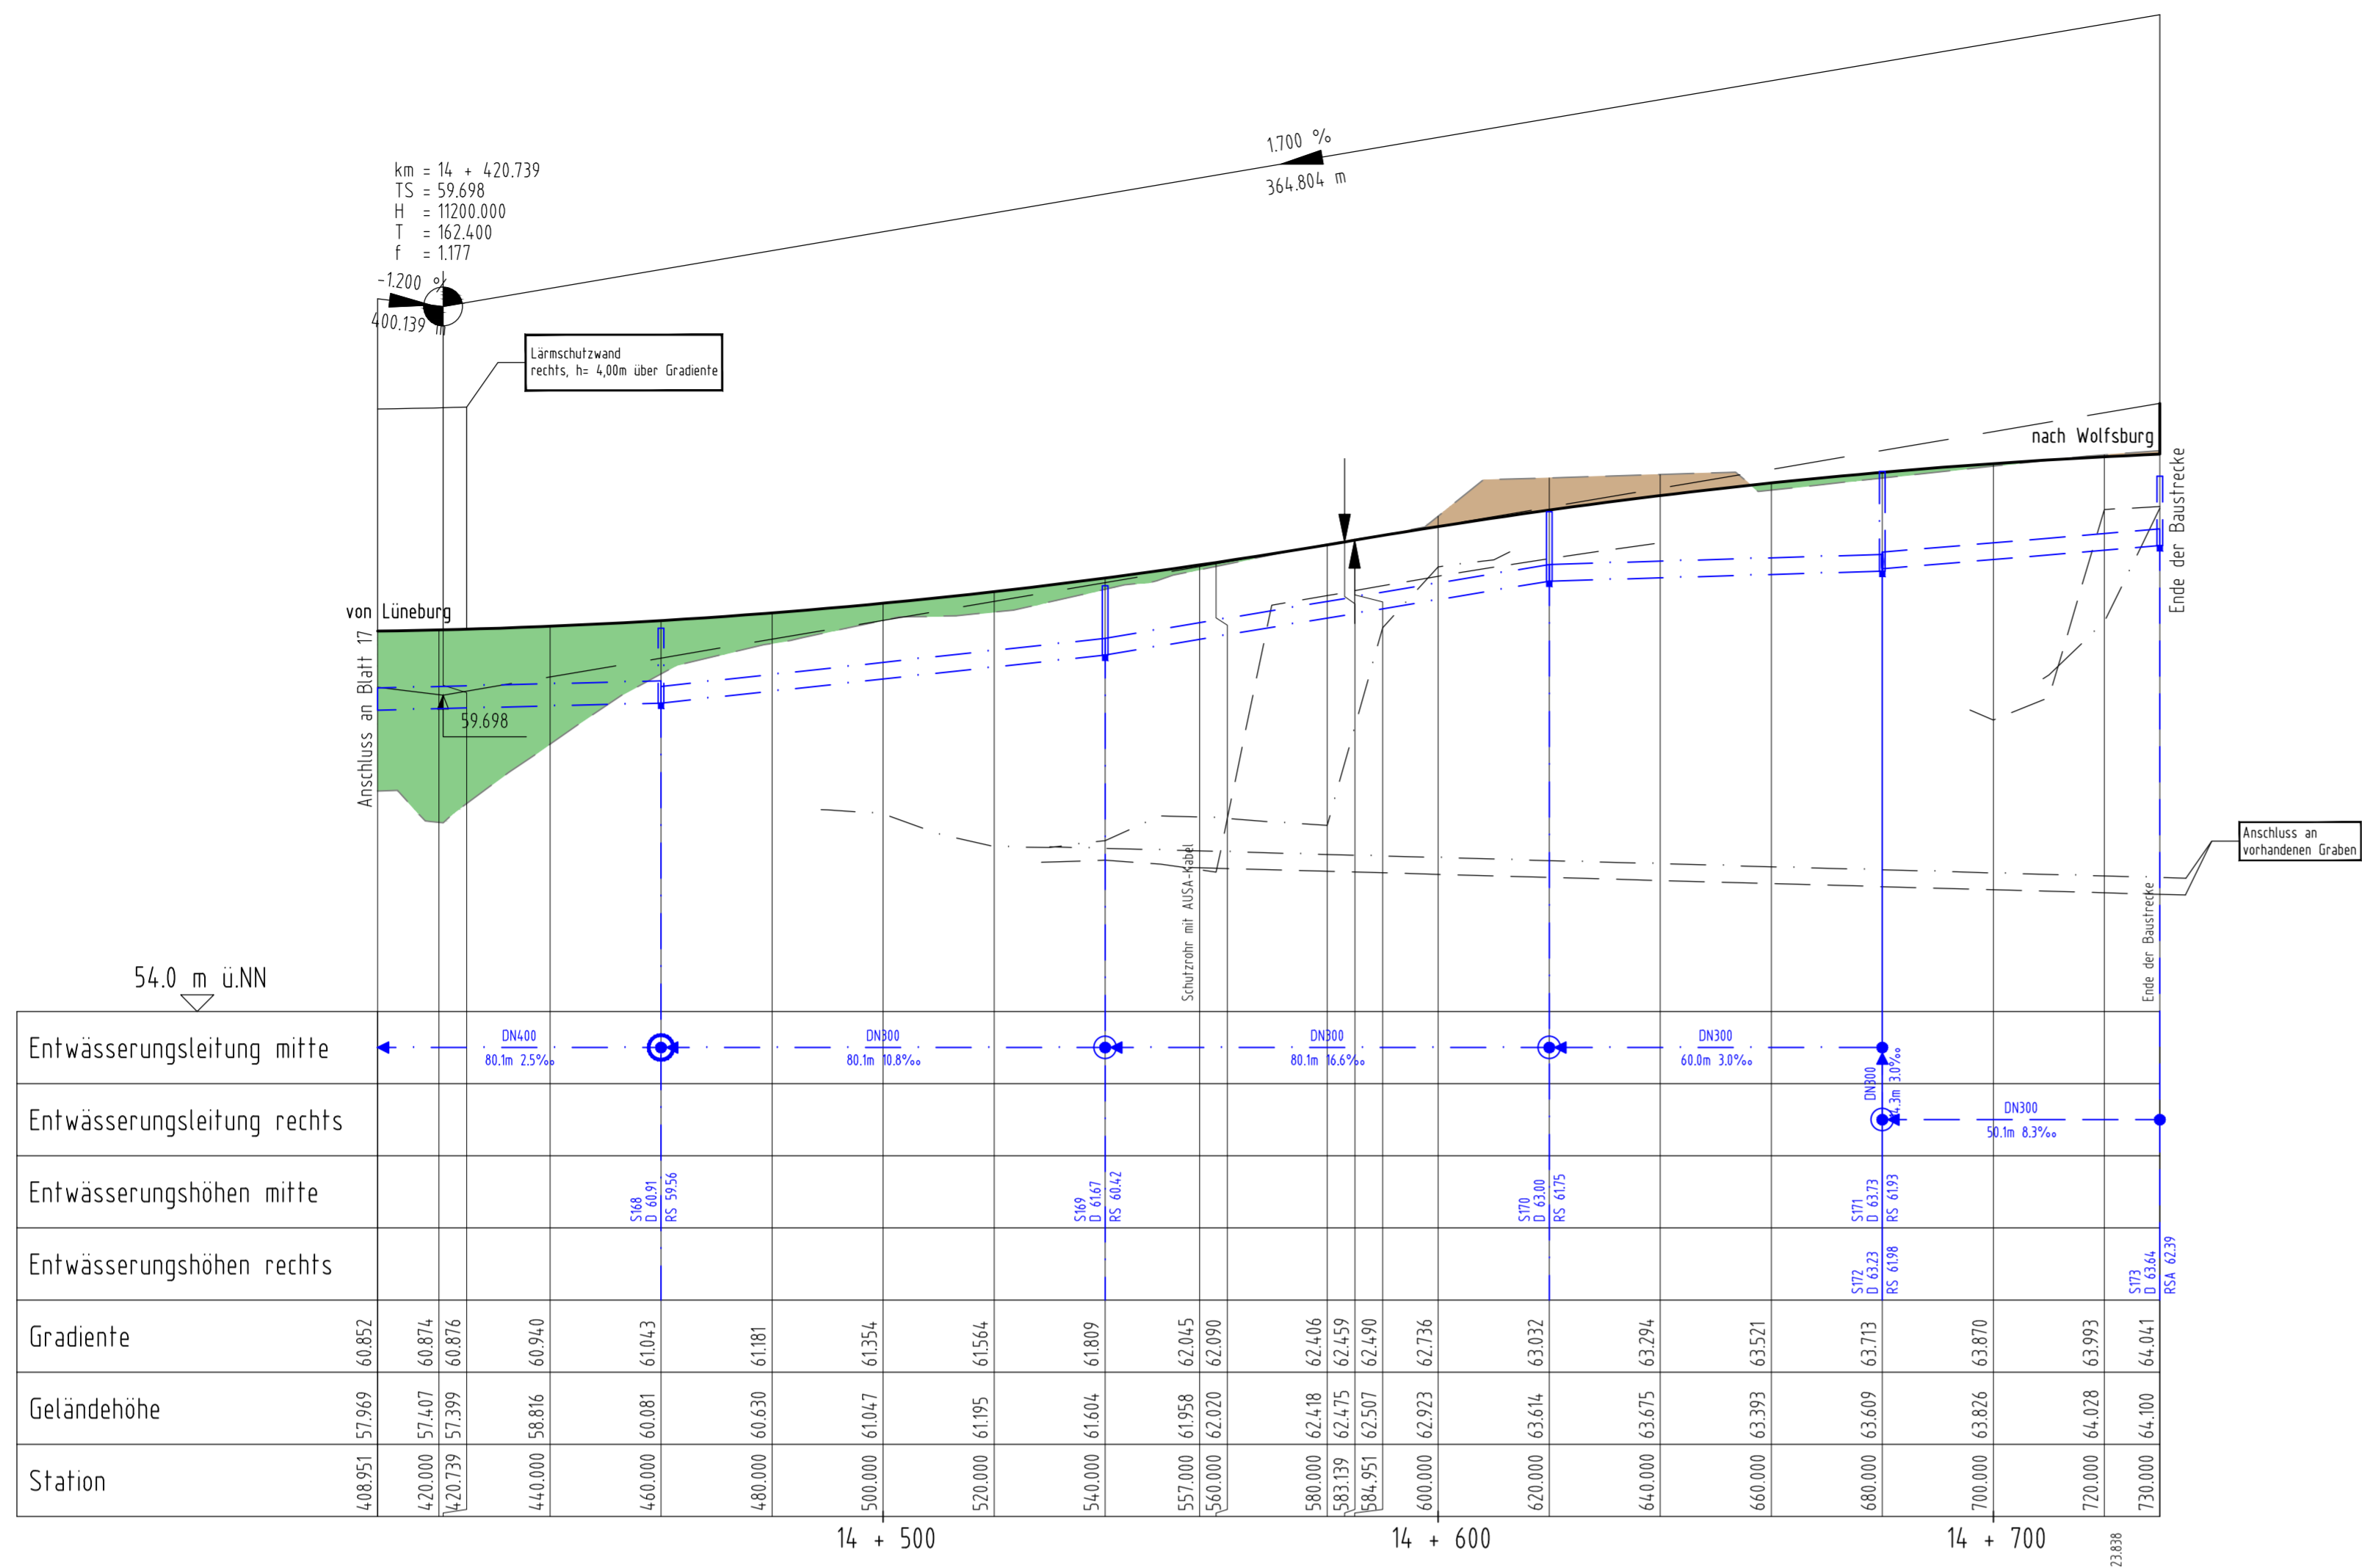 1.700 %
364.804 m
km = 14 + 420.739
TS = 59.698
H = 11200.000
T = 162.400
f = 1.177
-1.200 %
400.139 m
Lärmschutzwand
rechts, h= 4,00m über Gradiente
nach Wolfsburg
Ende der Baustrecke
von Lüneburg
Anschluss an Blatt 17
59.698
Anschluss an
vorhandenen Graben
Schutzrohr mit AUSA-Kabel
Ende der Baustrecke
54.0 m ü.NN
Entwässerungsleitung mitte
DN400
80.1m 2.5‰
DN300
80.1m 10.8‰
DN300
80.1m 16.6‰
DN300
60.0m 3.0‰
DN300
4.3m 3.0‰
Entwässerungsleitung rechts
DN300
50.1m 8.3‰
Entwässerungshöhen mitte
S168
D 60.91
RS 59.56
S169
D 61.67
RS 60.42
S170
D 63.00
RS 61.75
S171
D 63.73
RS 61.93
Entwässerungshöhen rechts
S172
D 63.23
RS 61.98
S173
D 63.64
RSA 62.39
Gradiente 60.852 60.874 60.876 60.940 61.043 61.181 61.354 61.564 61.809 62.045 62.090 62.406 62.459 62.490 62.736 63.032 63.294 63.521 63.713 63.870 63.993 64.041
Geländehöhe 57.969 57.407 57.399 58.816 60.081 60.630 61.047 61.195 61.604 61.958 62.020 62.418 62.475 62.507 62.923 63.614 63.675 63.393 63.609 63.826 64.028 64.100
Station 408.951 420.000 420.739 440.000 460.000 480.000 500.000 520.000 540.000 557.000 560.000 580.000 583.139 584.951 600.000 620.000 640.000 660.000 680.000 700.000 720.000 730.000
14 + 500 14 + 600 14 + 700
23.838